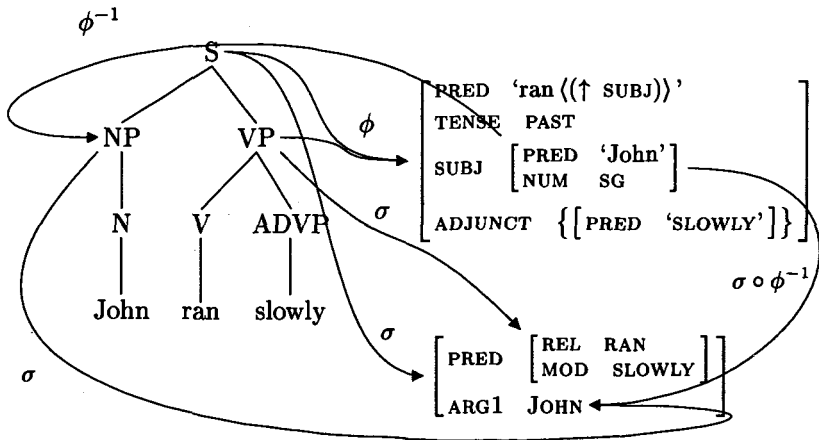 ϕ⁻¹
S
NP VP
ϕ
N V ADVP
σ
John ran slowly
[PRED ‘ran ⟨(↑ SUBJ)⟩’
TENSE PAST
SUBJ [PRED ‘John’
NUM SG]
ADJUNCT {[PRED ‘SLOWLY’]}]
σ ∘ ϕ⁻¹
σ
σ
[PRED [REL RAN
MOD SLOWLY]
ARG1 JOHN]